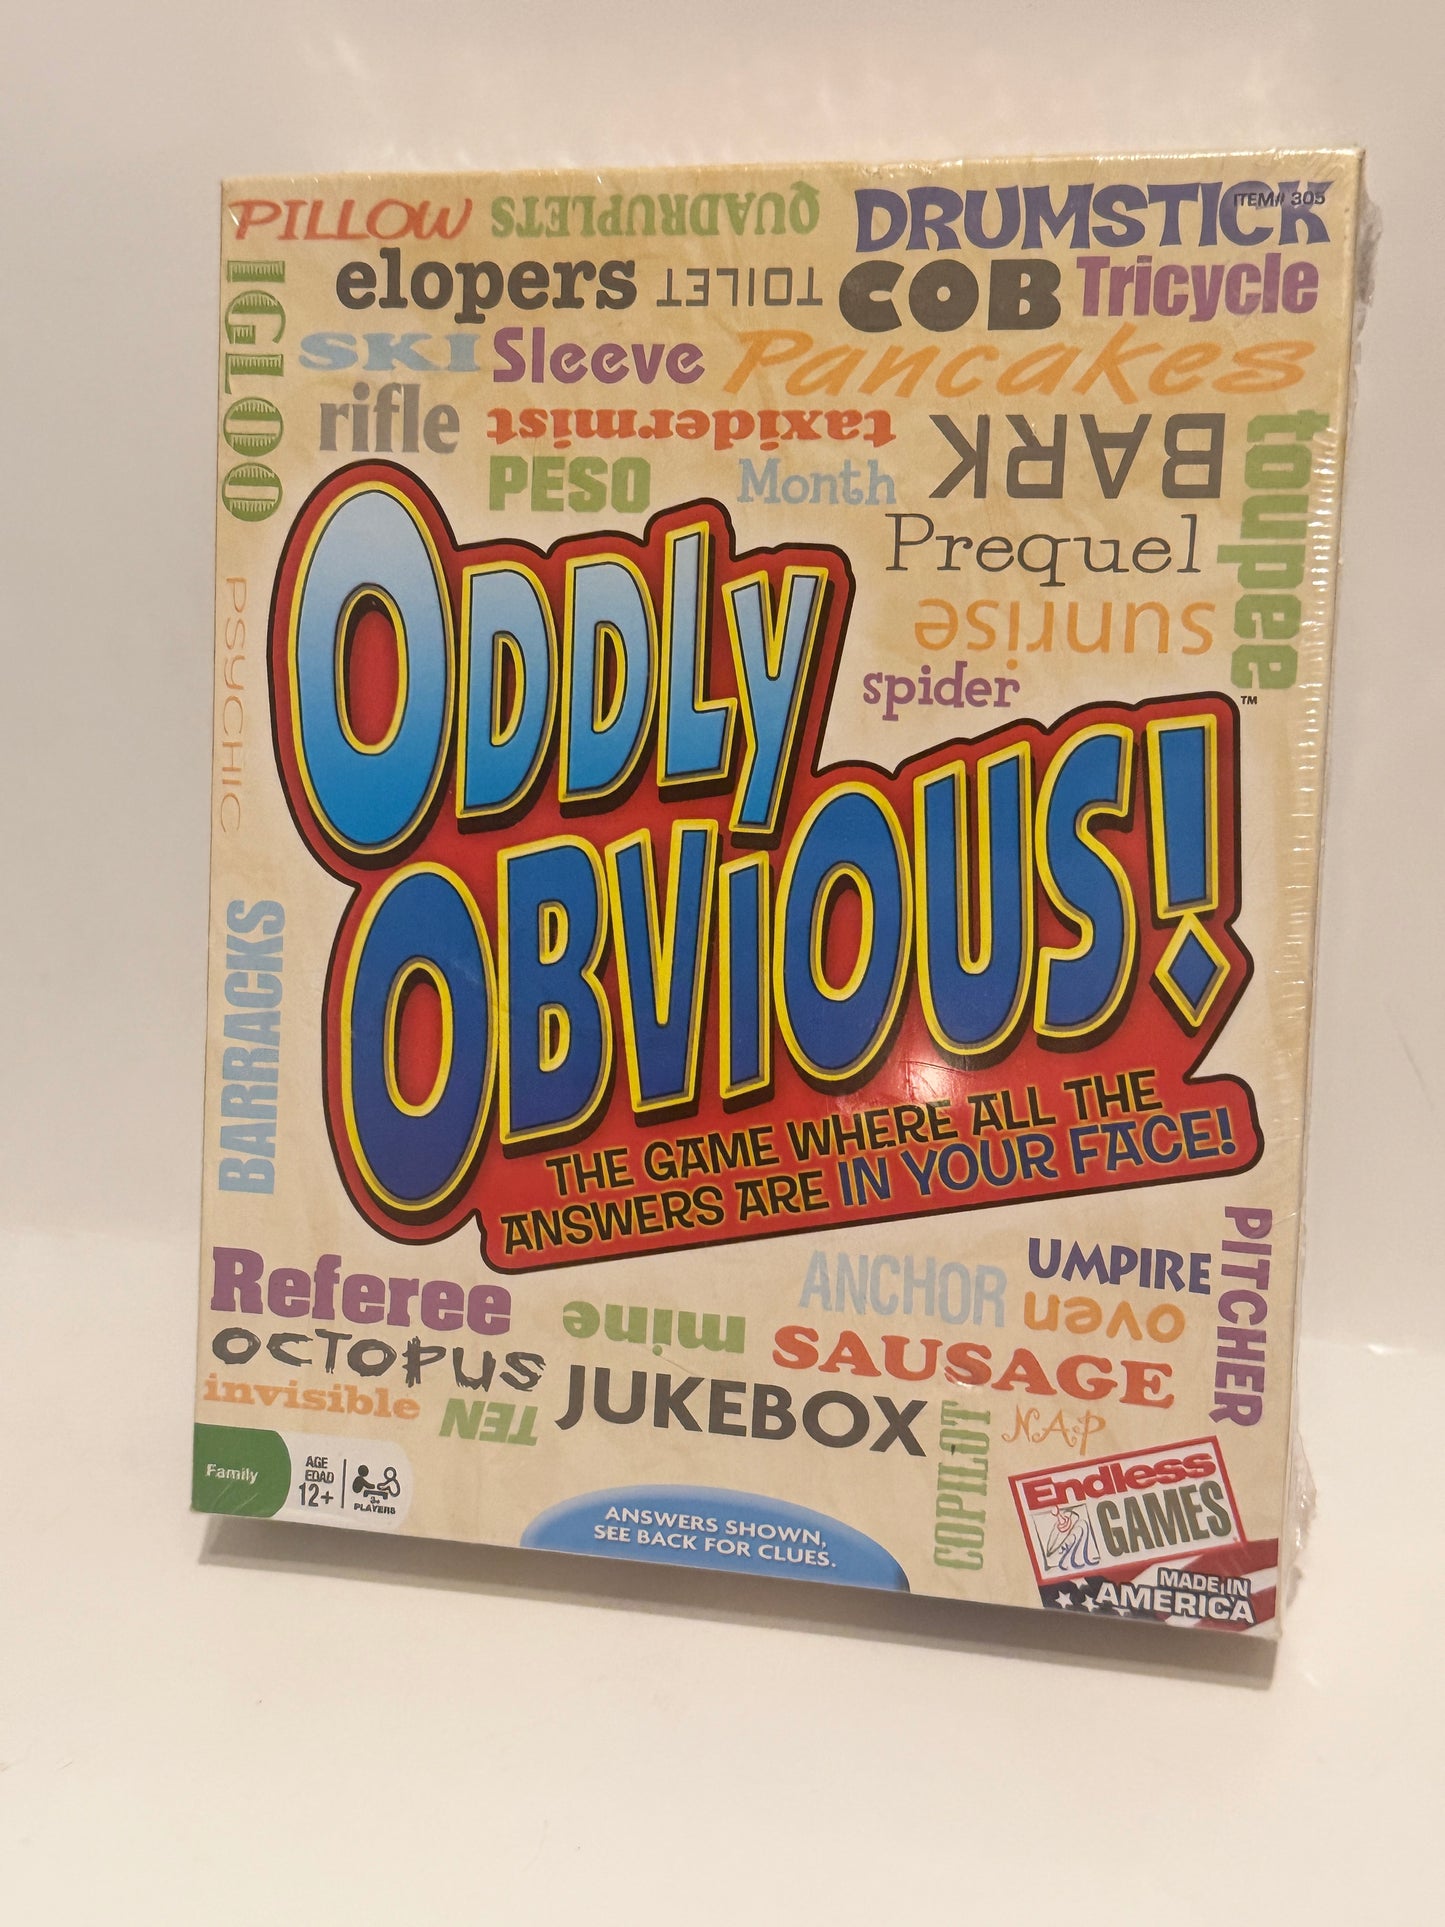 PILLOW QUADRUPLETS DRUMSTICK
ITEM# 305
IGLOO
elopers TOILET COB Tricycle
SKI Sleeve Pancakes
rifle taxidermist BARK
toupee
PESO Month
Prequel
sunrise
spider
PSYCHIC
ODDLY
OBVIOUS!
TM
THE GAME WHERE ALL THE
ANSWERS ARE IN YOUR FACE!
BARRACKS
Referee mine ANCHOR UMPIRE
PITCHER
oven
OCTOPUS SAUSAGE
invisible TEN JUKEBOX
COPILOT
NAP
Family
AGE
EDAD
12+
3+
PLAYERS
ANSWERS SHOWN,
SEE BACK FOR CLUES.
Endless
GAMES
MADE IN
AMERICA